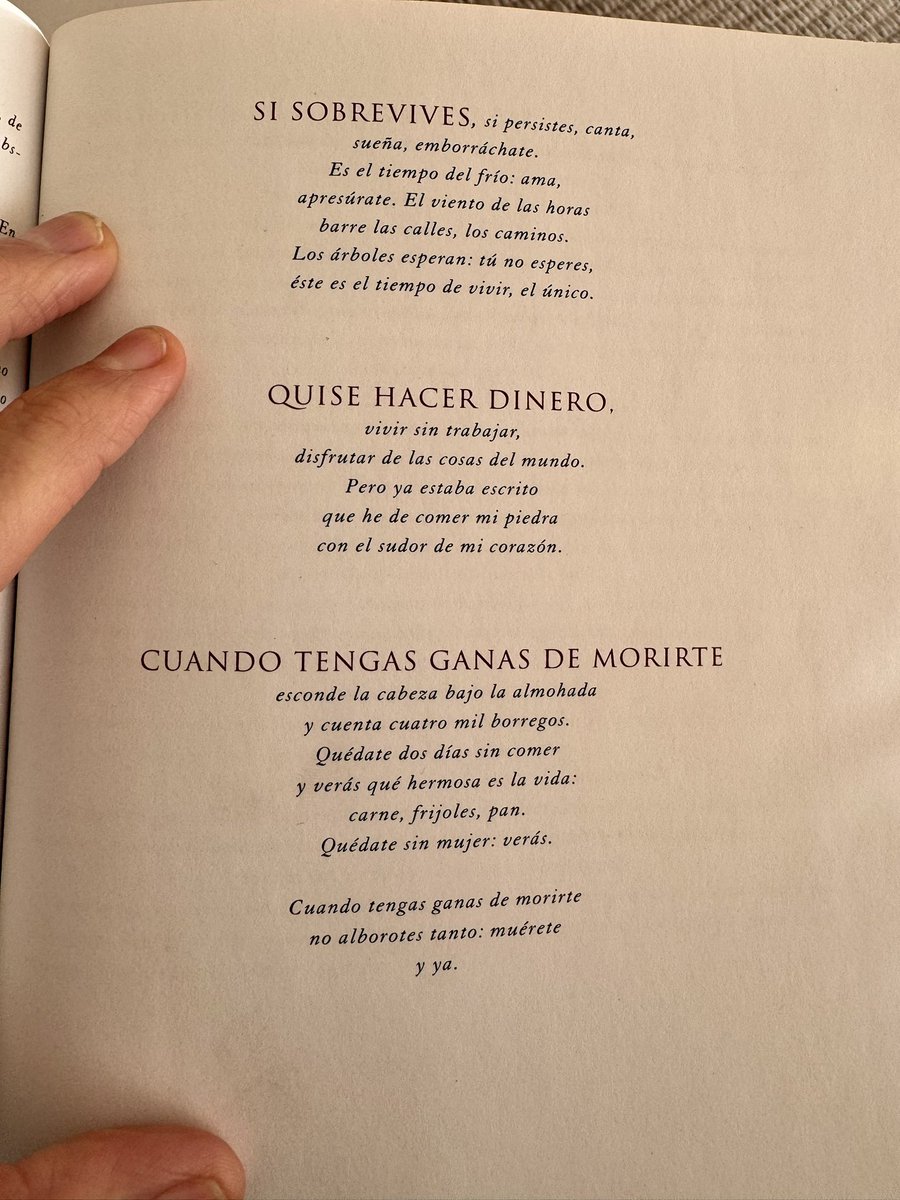 de
bs-
En
o
o
SI SOBREVIVES, si persistes, canta,
sueña, emborráchate.
Es el tiempo del frío: ama,
apresúrate. El viento de las horas
barre las calles, los caminos.
Los árboles esperan: tú no esperes,
éste es el tiempo de vivir, el único.
QUISE HACER DINERO,
vivir sin trabajar,
disfrutar de las cosas del mundo.
Pero ya estaba escrito
que he de comer mi piedra
con el sudor de mi corazón.
CUANDO TENGAS GANAS DE MORIRTE
esconde la cabeza bajo la almohada
y cuenta cuatro mil borregos.
Quédate dos días sin comer
y verás qué hermosa es la vida:
carne, frijoles, pan.
Quédate sin mujer: verás.
Cuando tengas ganas de morirte
no alborotes tanto: muérete
y ya.